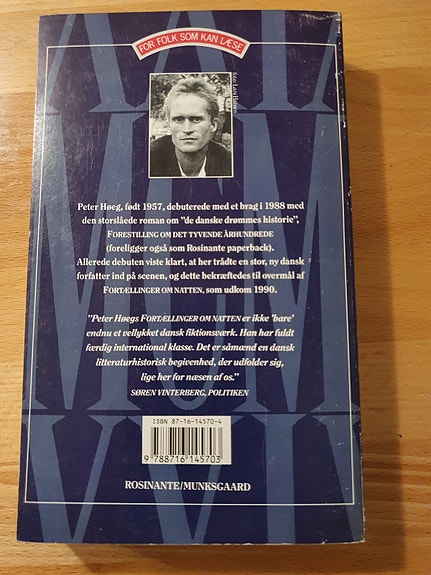 FOR FOLK SOM KAN LÆSE
Peter Høeg, født 1957, debuterede med et brag i 1988 med
den storslåede roman om "de danske drømmes historie",
FORESTILLING OM DET TYVENDE ÅRHUNDREDE
(foreligger også som Rosinante paperback).
Allerede debuten viste klart, at her trådte en stor, ny dansk
forfatter ind på scenen, og dette bekræftedes til overmål af
FORTÆLLINGER OM NATTEN, som udkom 1990.
"Peter Høegs FORTÆLLINGER OM NATTEN er ikke 'bare'
endnu et vellykket dansk fiktionsværk. Han har fuldt
færdig international klasse. Det er såmænd en dansk
litteraturhistorisk begivenhed, der udfolder sig,
lige her for næsen af os."
SØREN VINTERBERG, POLITIKEN
ISBN 87-16-14570-4
9 788716 145703
ROSINANTE/MUNKSGAARD